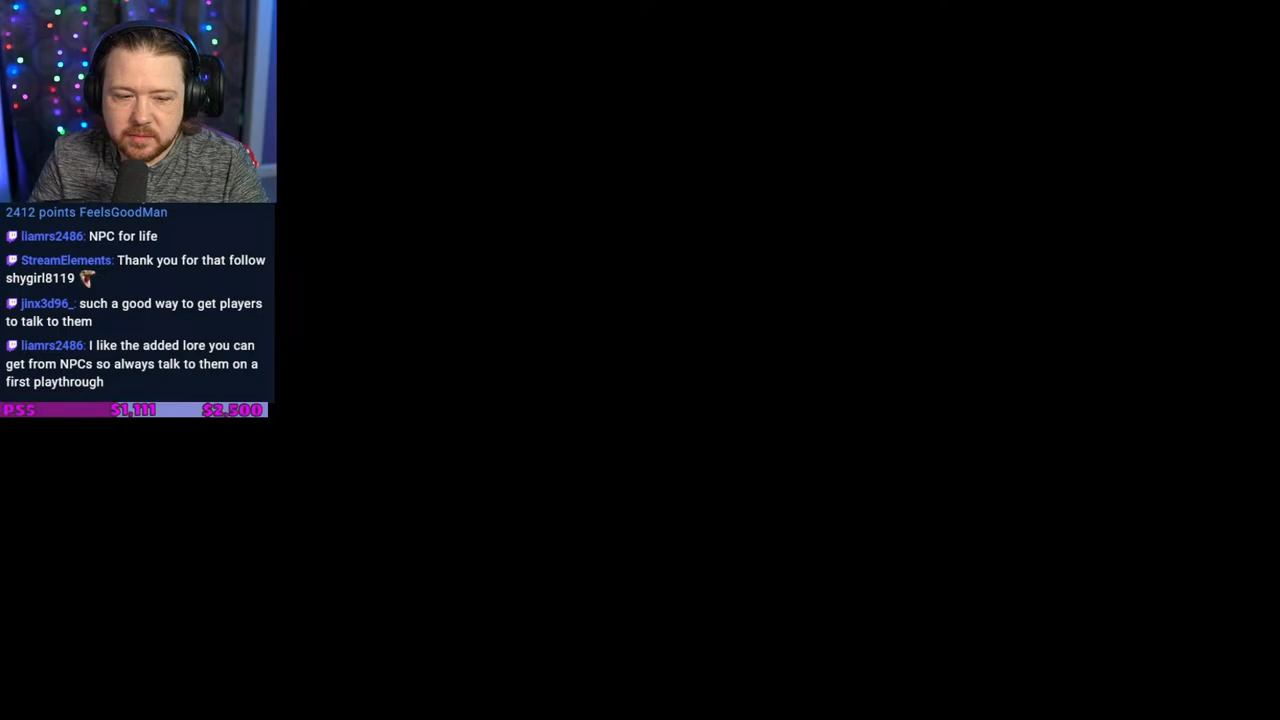 2412 points FeelsGoodMan
liamrs2486: NPC for life
StreamElements: Thank you for that follow
shygirl8119
jinx3d96_: such a good way to get players
to talk to them
liamrs2486: I like the added lore you can
get from NPCs so always talk to them on a
first playthrough
PS5 $1,111 $2,500